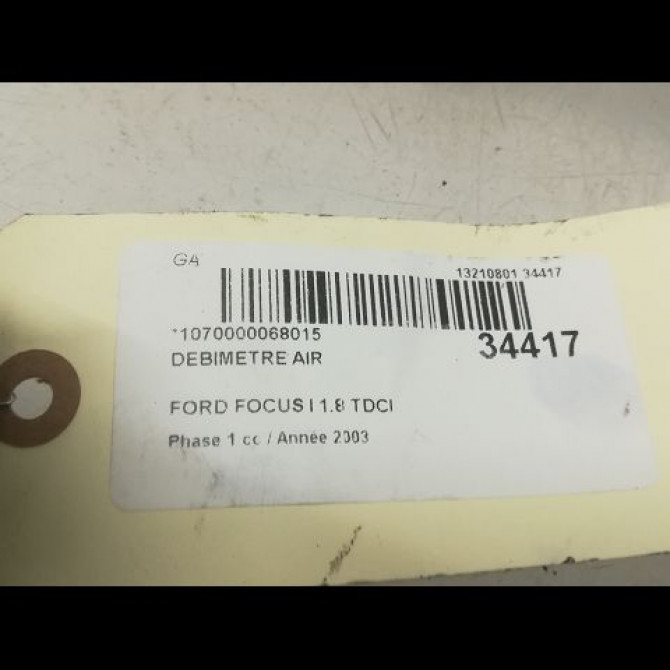 G4
13210801 34417
*1070000068015
34417
DEBIMETRE AIR
FORD FOCUS I 1.8 TDCI
Phase 1 cc / Année 2003